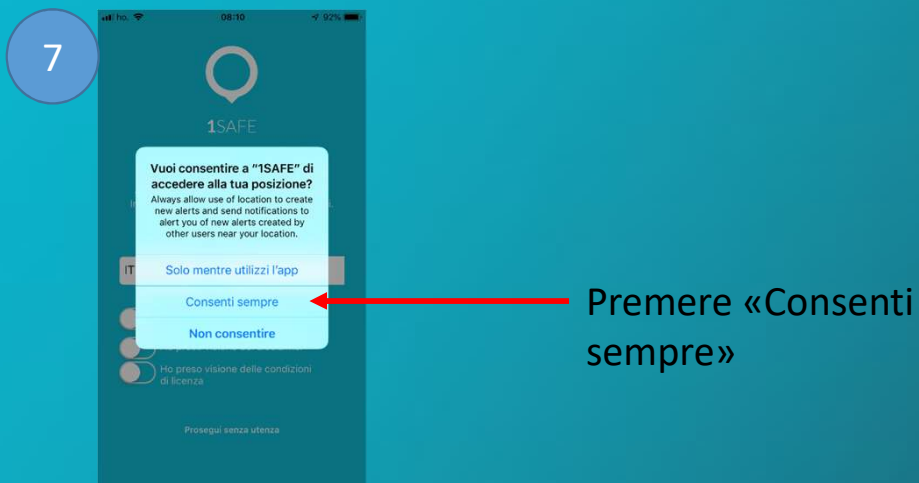 7
ho.
08:10
92%
1SAFE
Vuoi consentire a "1SAFE" di
accedere alla tua posizione?
Always allow use of location to create
new alerts and send notifications to
alert you of new alerts created by
other users near your location.
IT
Solo mentre utilizzi l'app
Consenti sempre
Non consentire
Ho preso visione delle condizioni
di licenza
Prosegui senza utenza
Premere «Consenti
sempre»